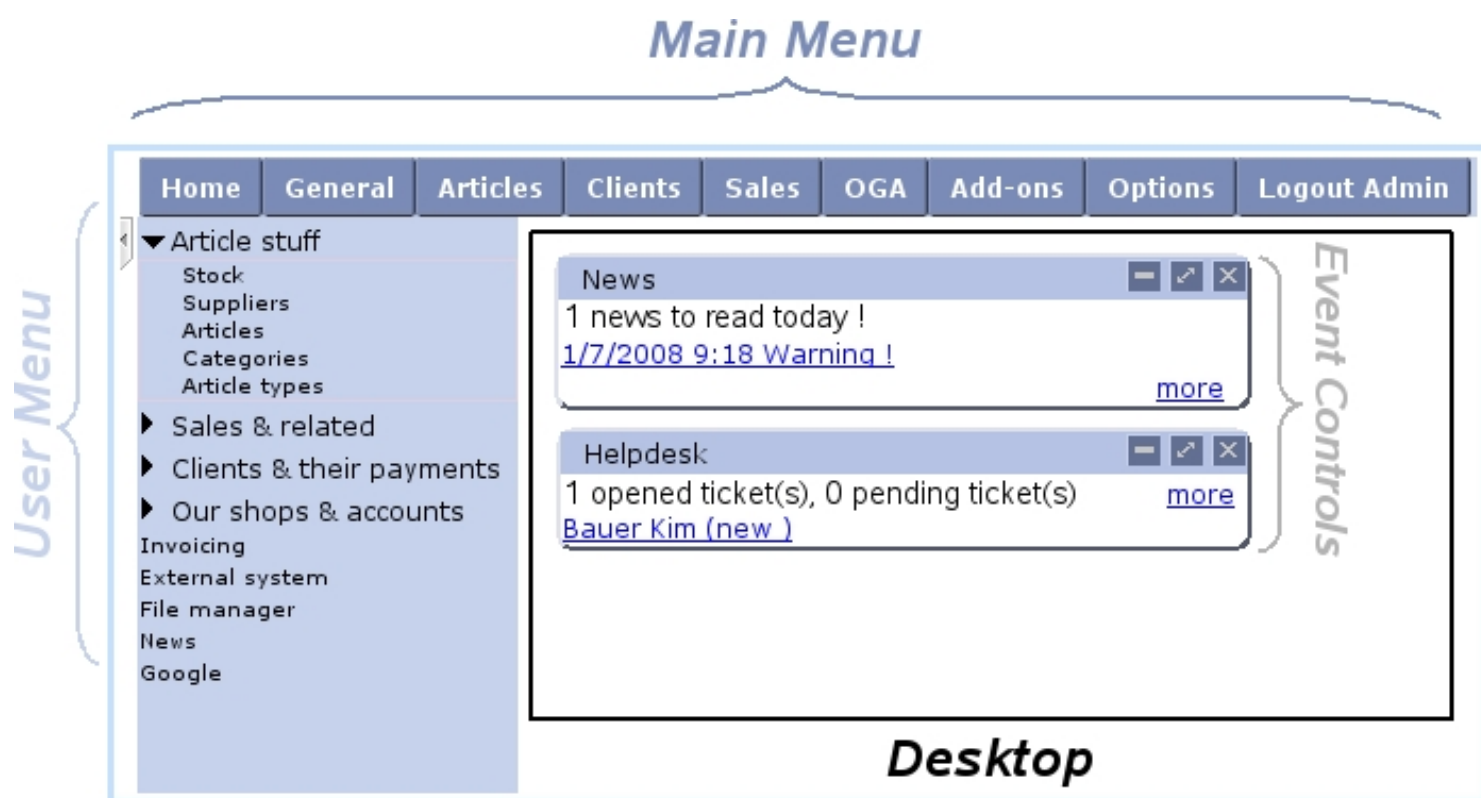 Main Menu
Home General Articles Clients Sales OGA Add-ons Options Logout Admin
User Menu
Article stuff
Stock
Suppliers
Articles
Categories
Article types
Sales & related
Clients & their payments
Our shops & accounts
Invoicing
External system
File manager
News
Google
News
1 news to read today !
1/7/2008 9:18 Warning !
more
Helpdesk
1 opened ticket(s), 0 pending ticket(s) more
Bauer Kim (new )
Event Controls
Desktop